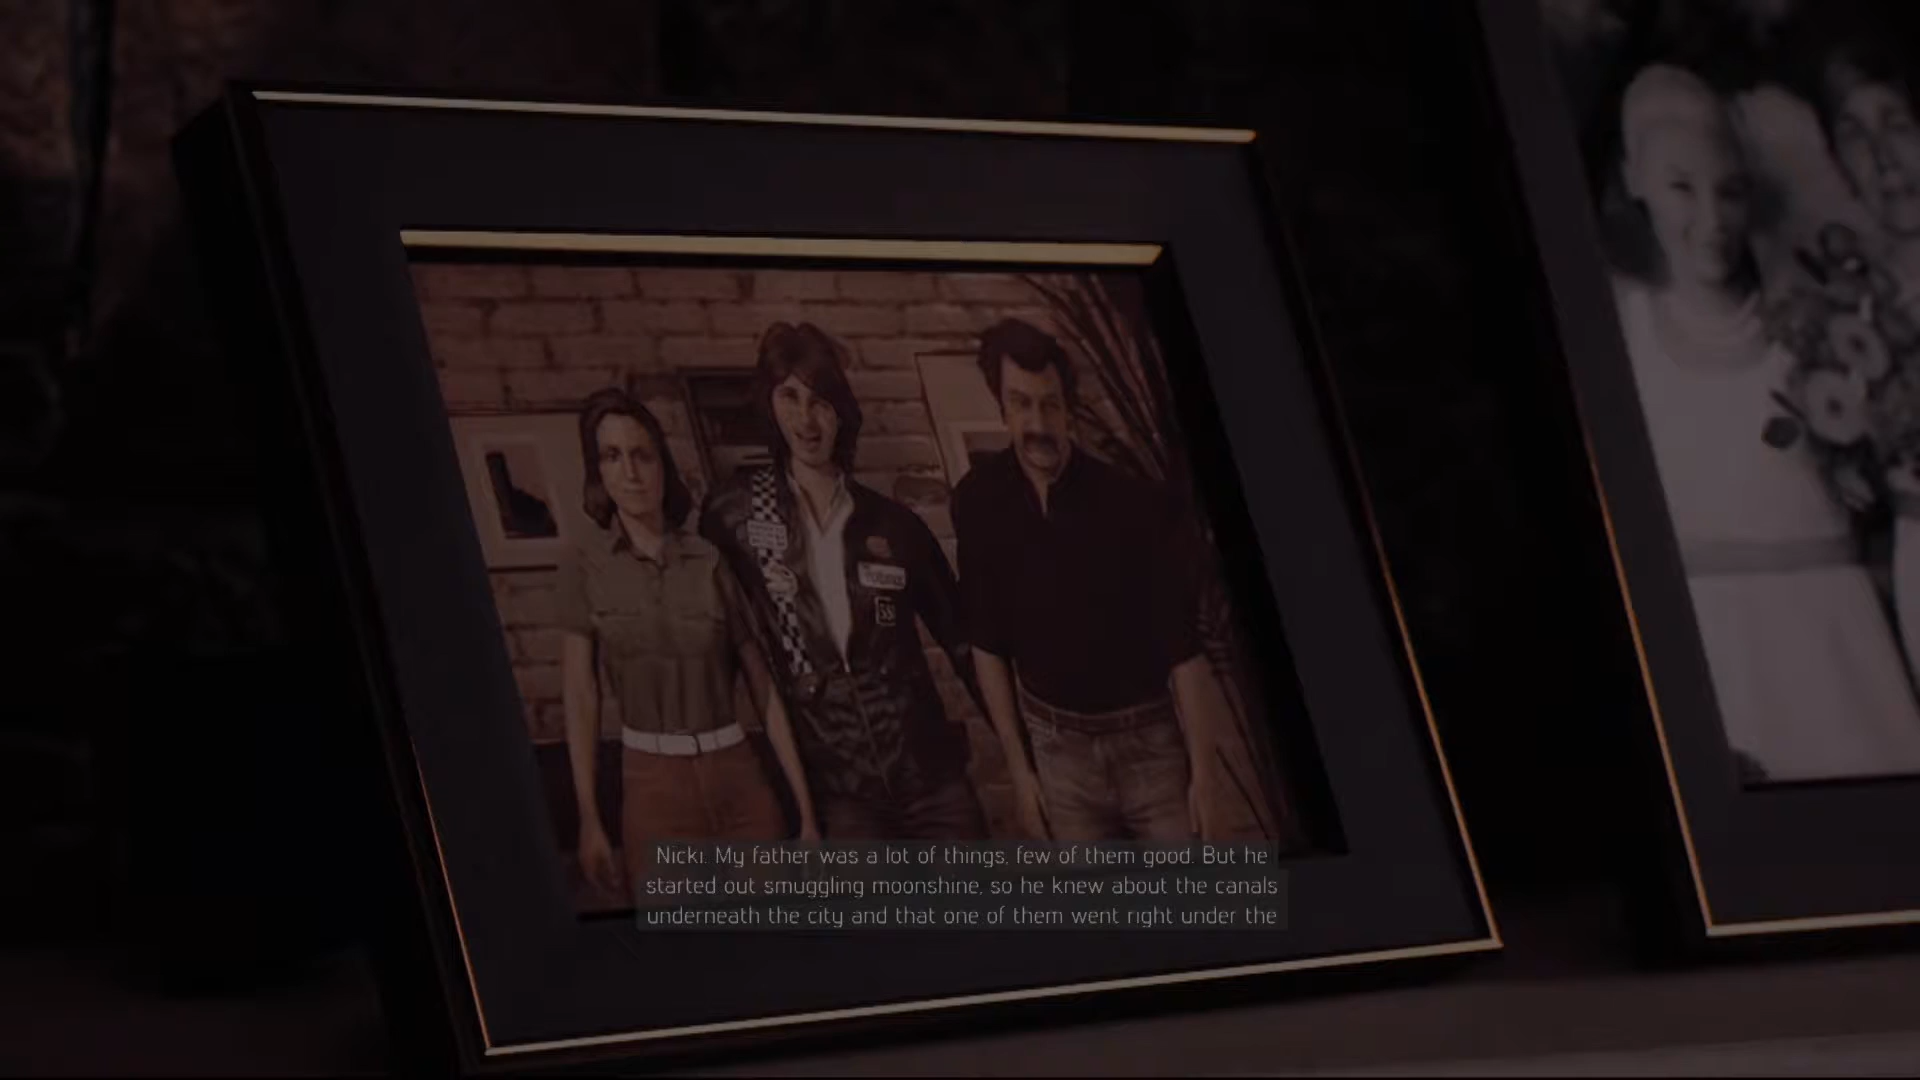 Nicki. My father was a lot of things, few of them good. But he
started out smuggling moonshine, so he knew about the canals
underneath the city and that one of them went right under the